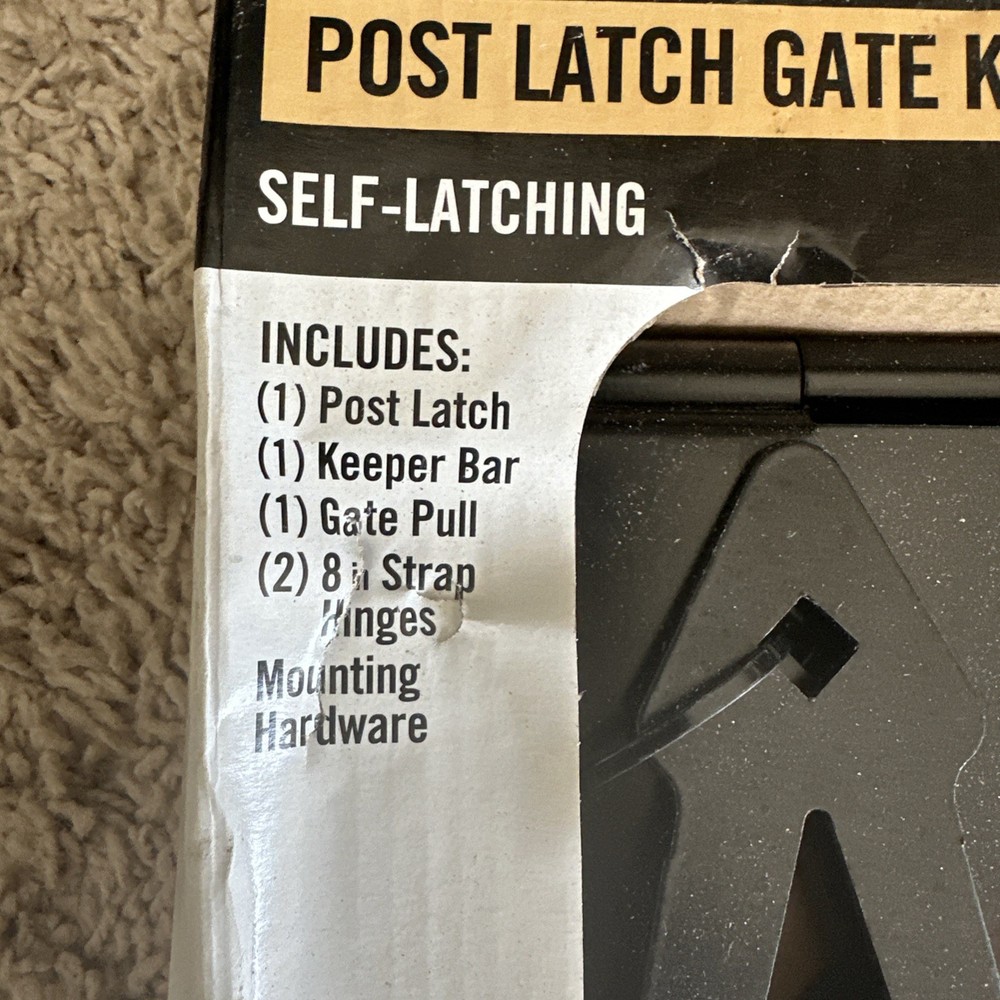 POST LATCH GATE K
SELF-LATCHING
INCLUDES:
(1) Post Latch
(1) Keeper Bar
(1) Gate Pull
(2) 8 in Strap
Hinges
Mounting
Hardware